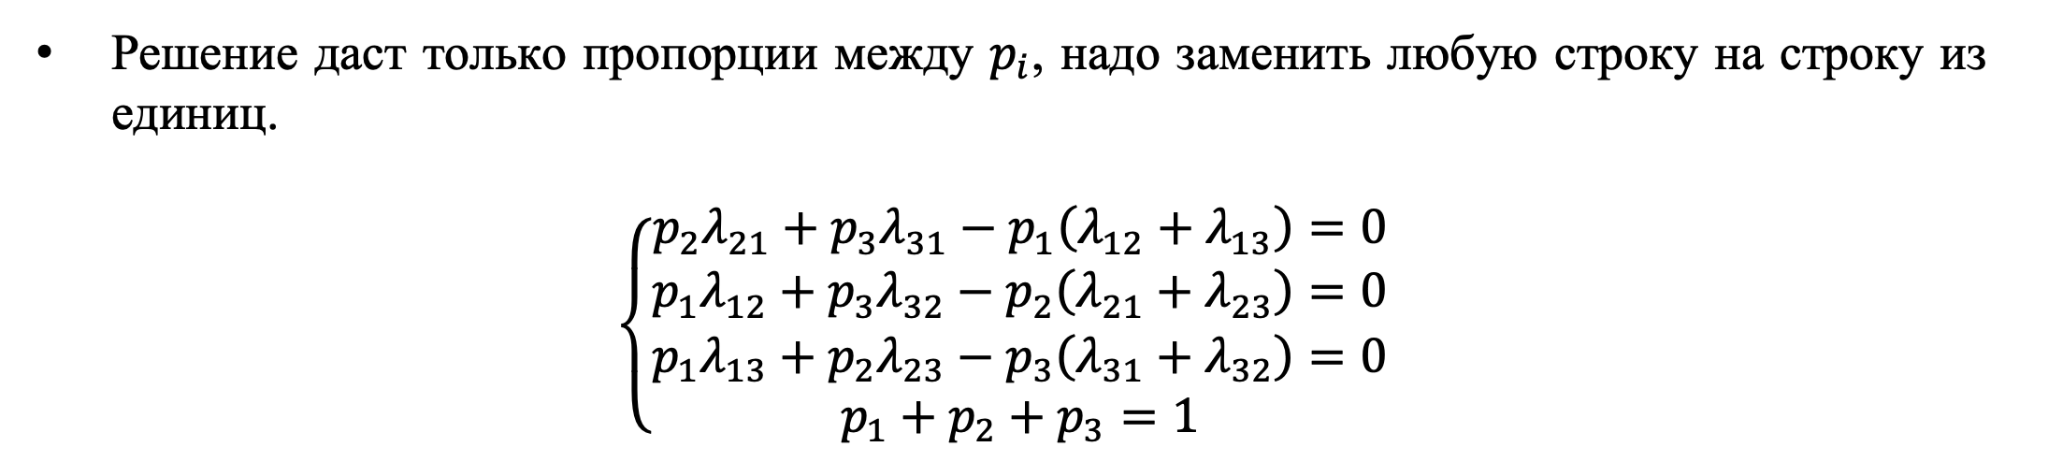 • Решение даст только пропорции между pᵢ, надо заменить любую строку на строку из
единиц.
p₂λ₂₁ + p₃λ₃₁ − p₁(λ₁₂ + λ₁₃) = 0
p₁λ₁₂ + p₃λ₃₂ − p₂(λ₂₁ + λ₂₃) = 0
p₁λ₁₃ + p₂λ₂₃ − p₃(λ₃₁ + λ₃₂) = 0
p₁ + p₂ + p₃ = 1